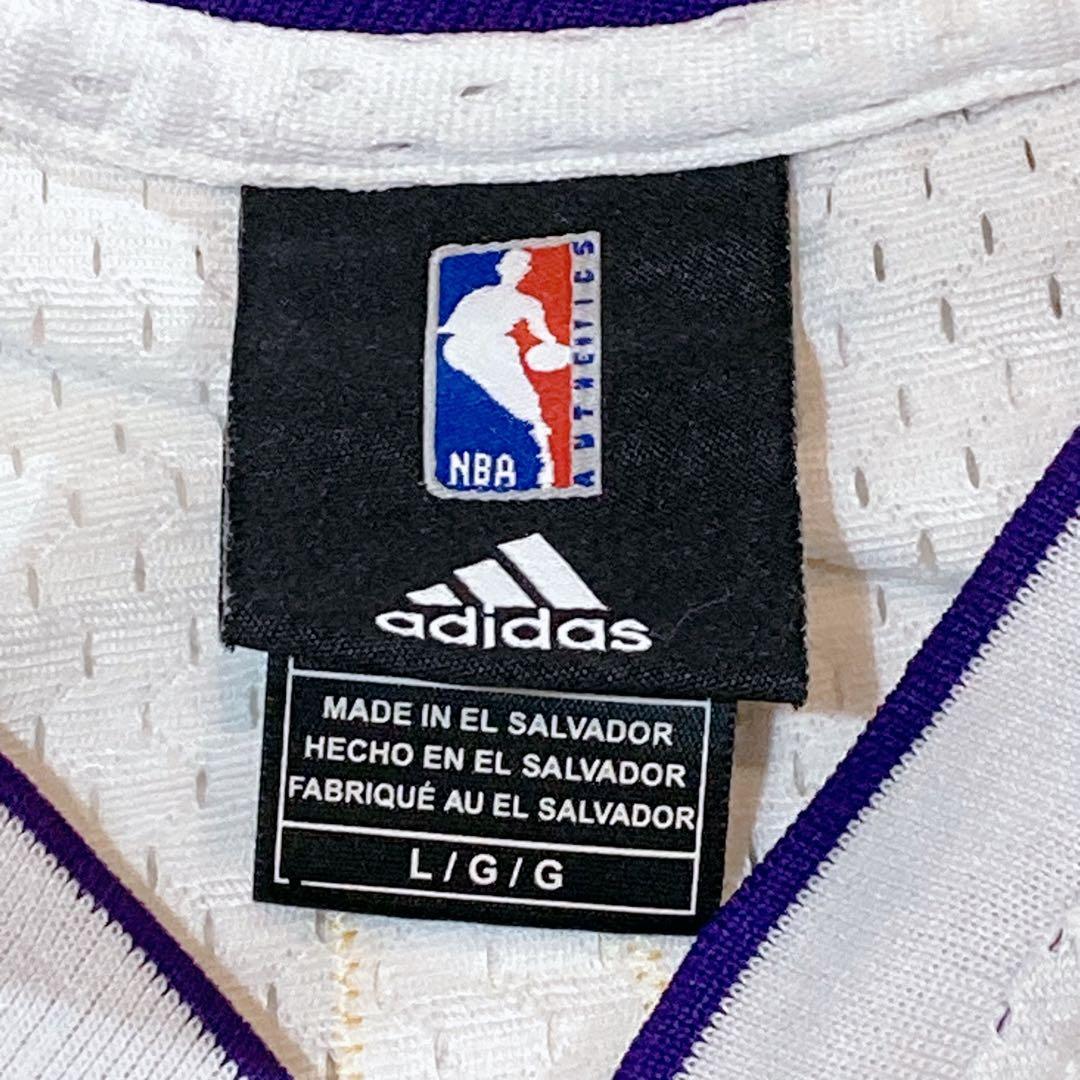 AUTHENTICS
NBA
adidas
MADE IN EL SALVADOR
HECHO EN EL SALVADOR
FABRIQUÉ AU EL SALVADOR
L / G / G